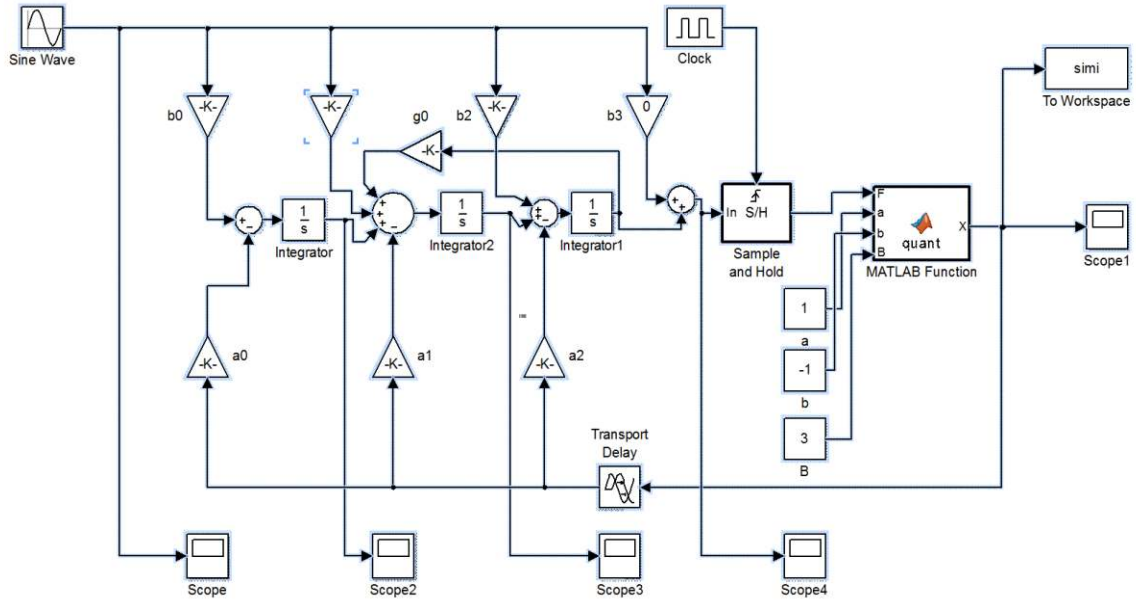 Sine Wave
Clock
simi
To Workspace
b0
-K-
-K-
b2
-K-
b3
0
g0
-K-
In S/H
Sample
and Hold
F
a
b
B
quant
X
MATLAB Function
Scope1
1
s
Integrator
1
s
Integrator2
1
s
Integrator1
1
a
-1
b
3
B
-K-
a0
-K-
a1
-K-
a2
Transport
Delay
Scope
Scope2
Scope3
Scope4